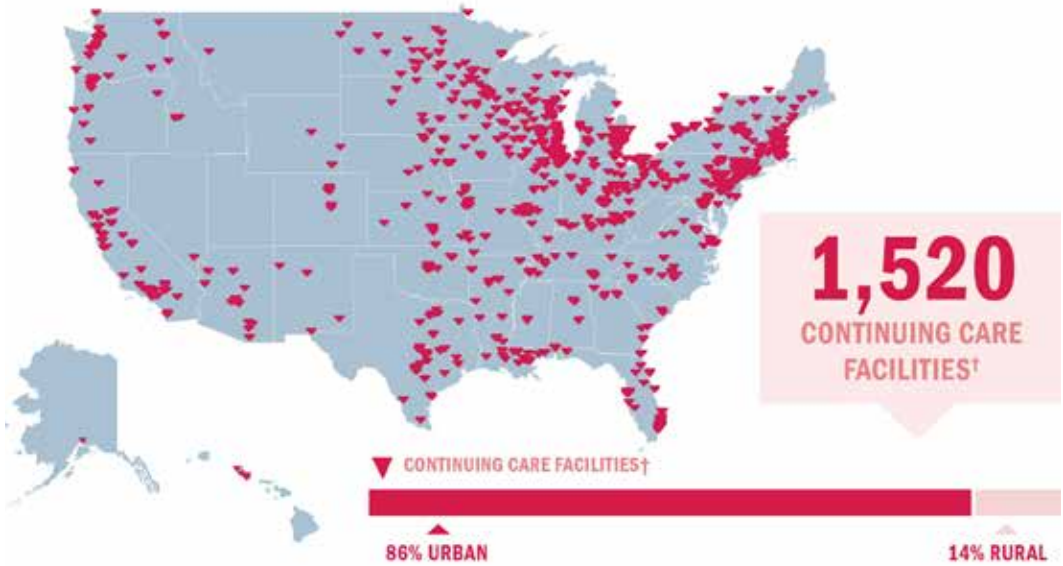 1,520
CONTINUING CARE
FACILITIES†
CONTINUING CARE FACILITIES†
86% URBAN
14% RURAL